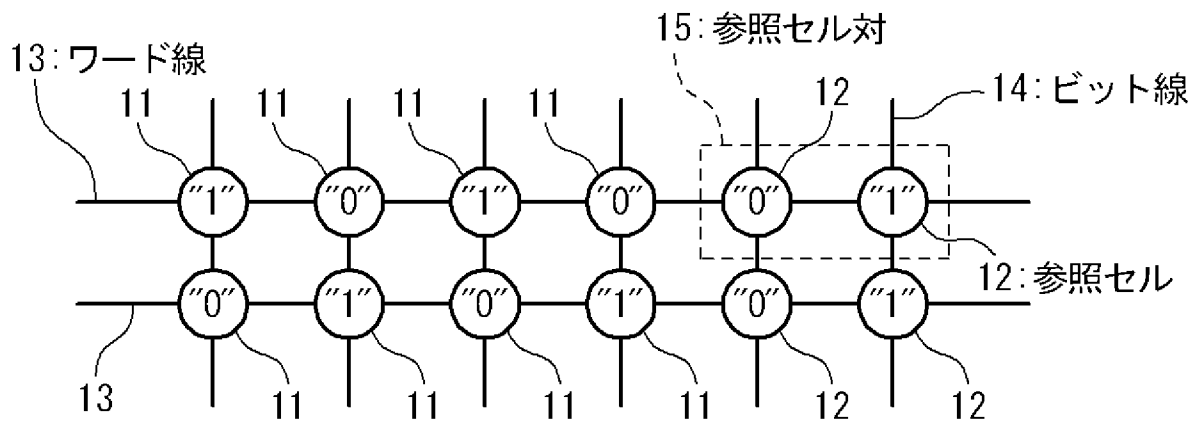 15:参照セル対
13:ワード線
11 11 11 11 12 14:ビット線
"1" "0" "1" "0" "0" "1"
12:参照セル
"0" "1" "0" "1" "0" "1"
13 11 11 11 11 12 12